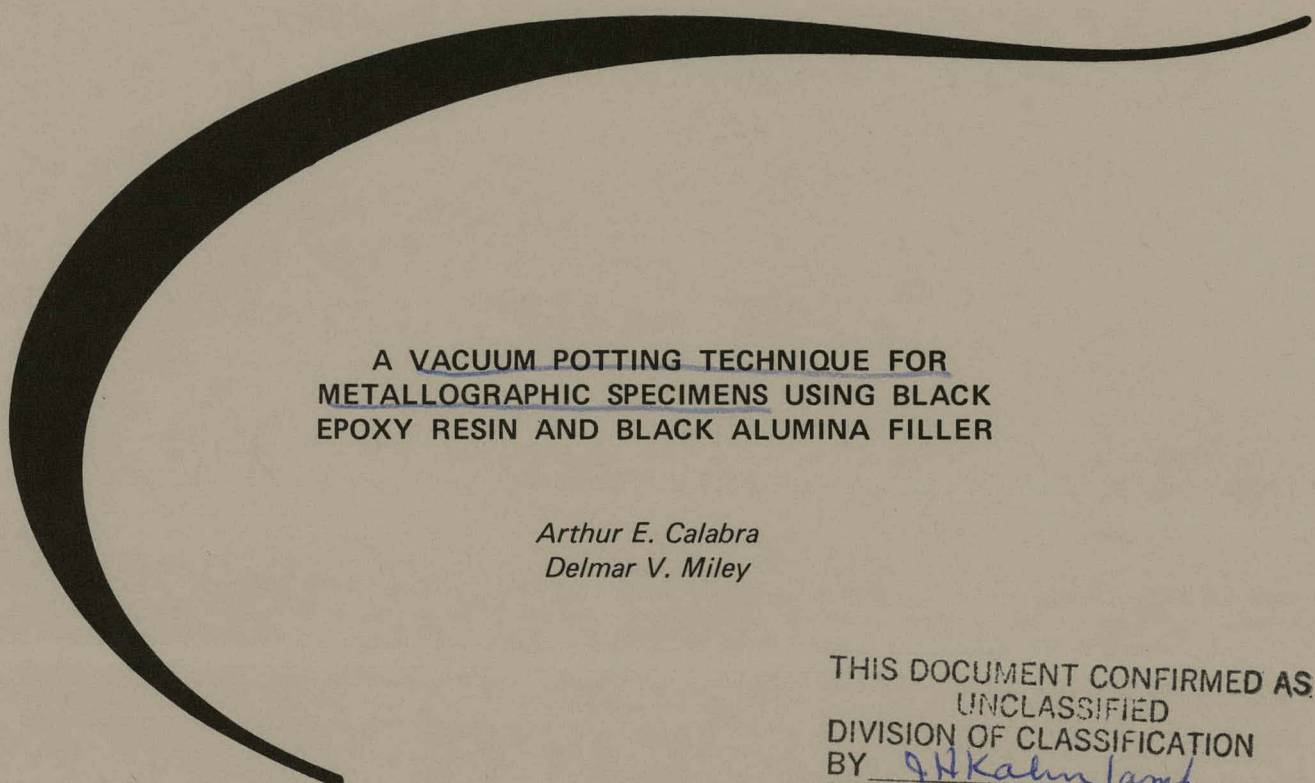 A VACUUM POTTING TECHNIQUE FOR
METALLOGRAPHIC SPECIMENS USING BLACK
EPOXY RESIN AND BLACK ALUMINA FILLER
Arthur E. Calabra
Delmar V. Miley
THIS DOCUMENT CONFIRMED AS
UNCLASSIFIED
DIVISION OF CLASSIFICATION
BY